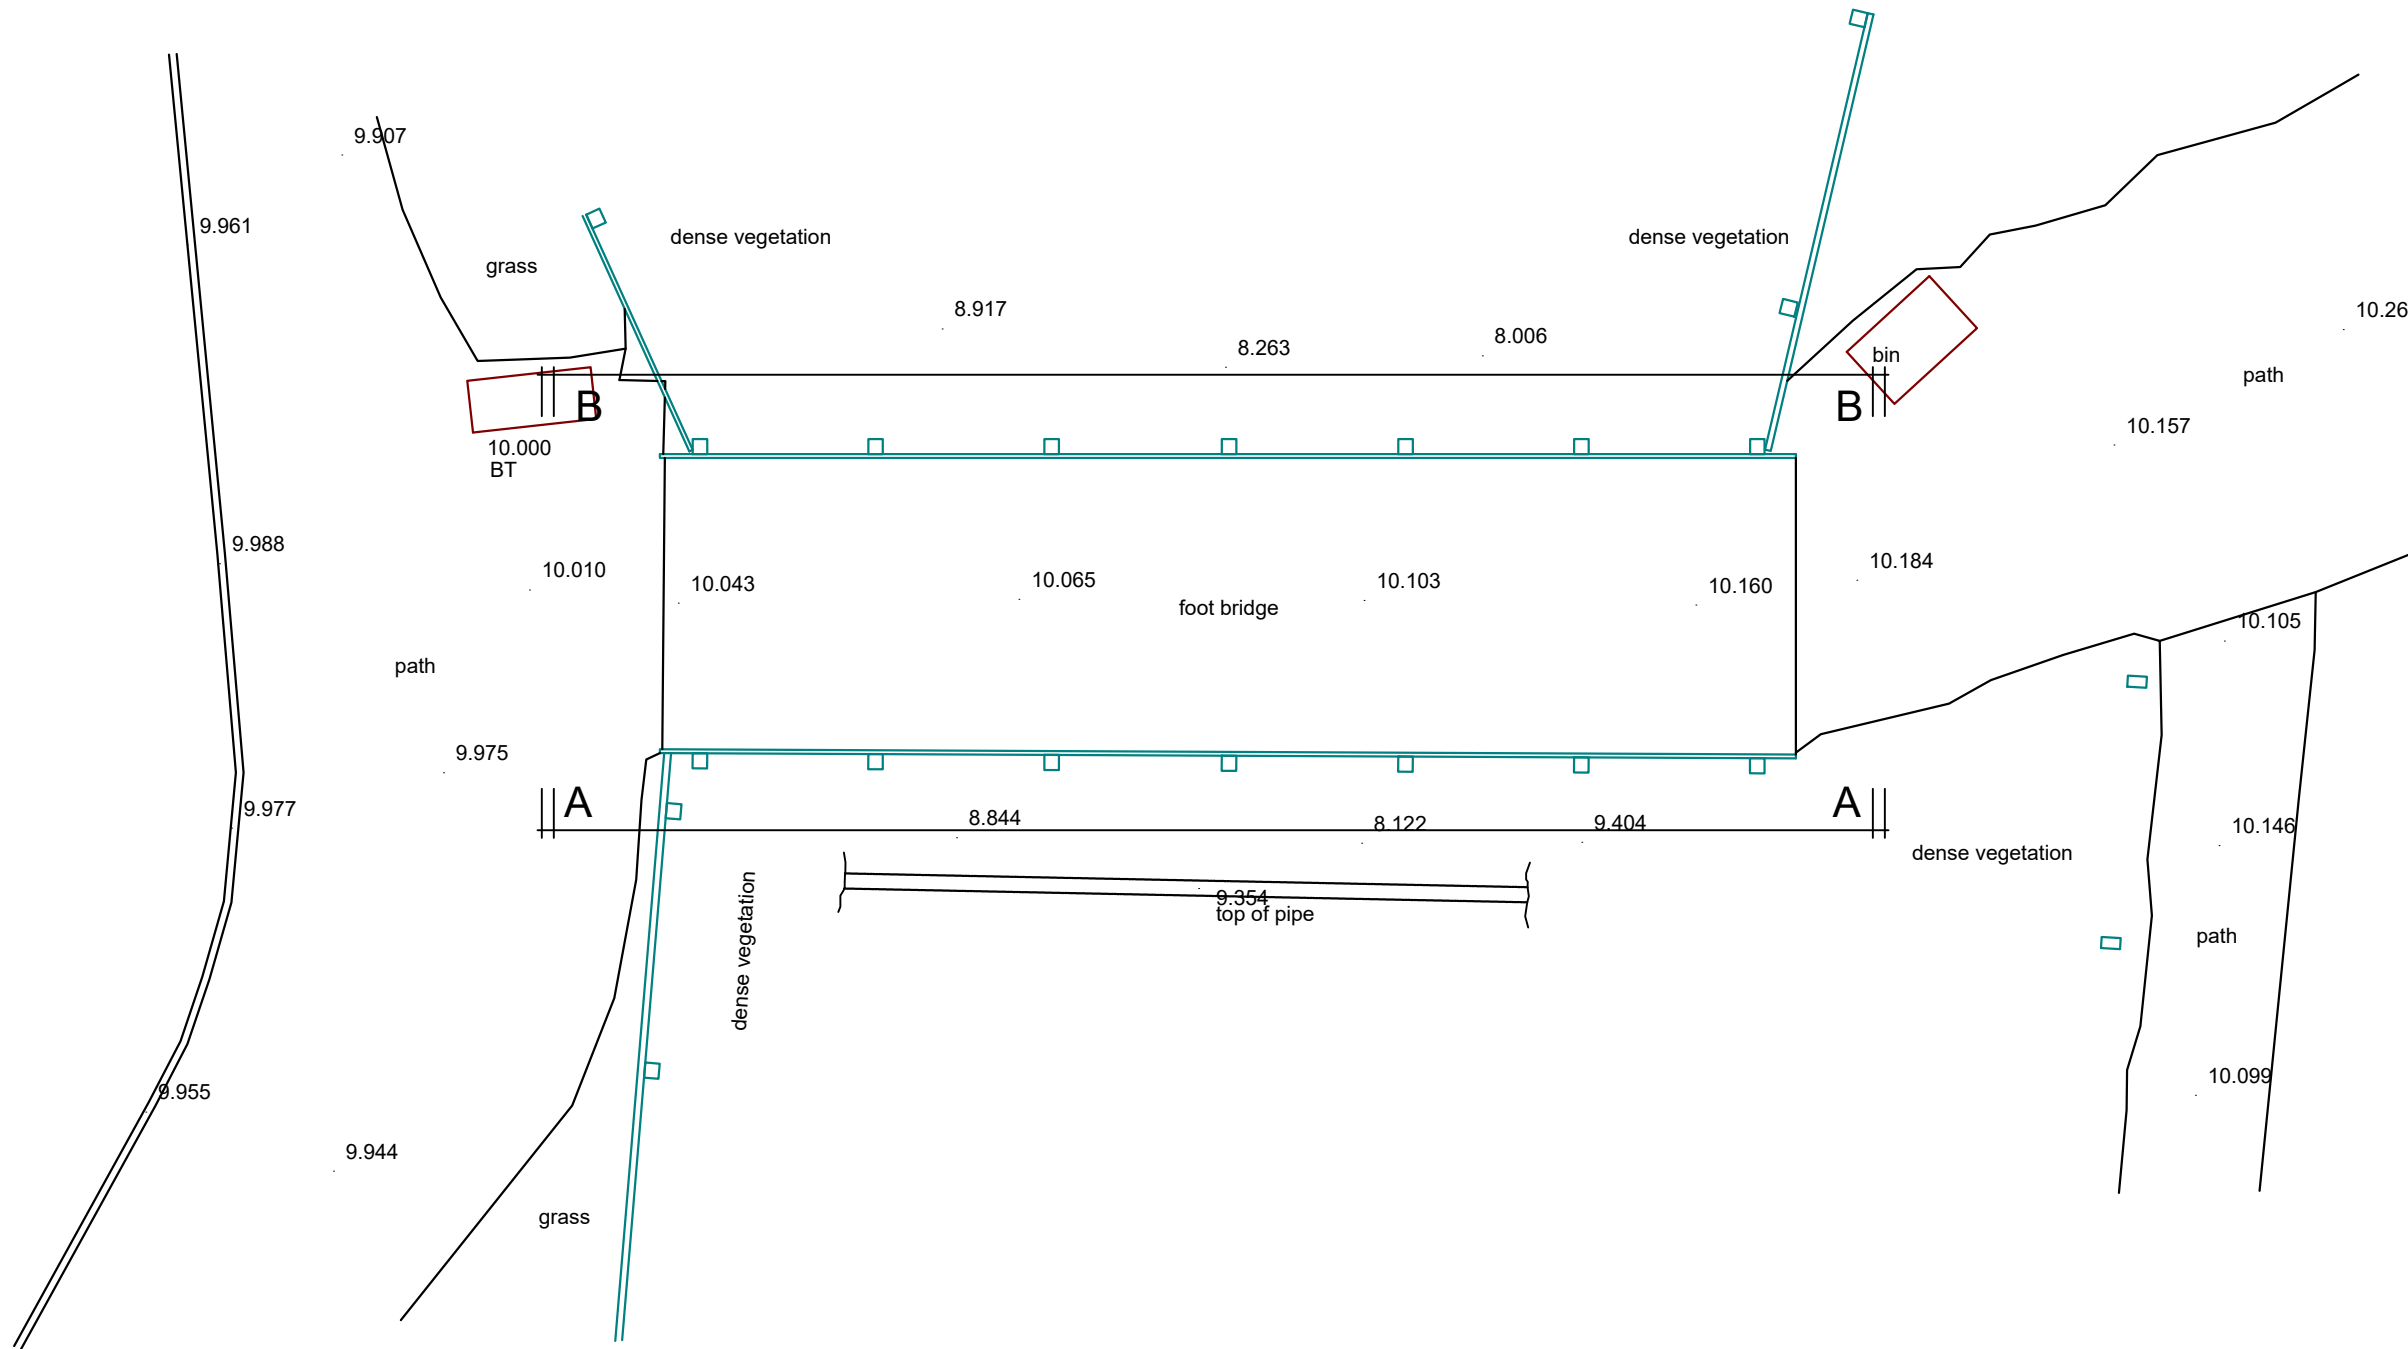 9.907
9.961
dense vegetation
dense vegetation
grass
8.917
10.26
8.006
8.263
bin
path
B
B
10.157
10.000
BT
9.988
10.184
10.010
10.043
10.065
10.103
10.160
foot bridge
10.105
path
9.975
A
A
9.977
8.844
8.122
9.404
10.146
dense vegetation
9.354
top of pipe
dense vegetation
path
10.099
9.955
9.944
grass